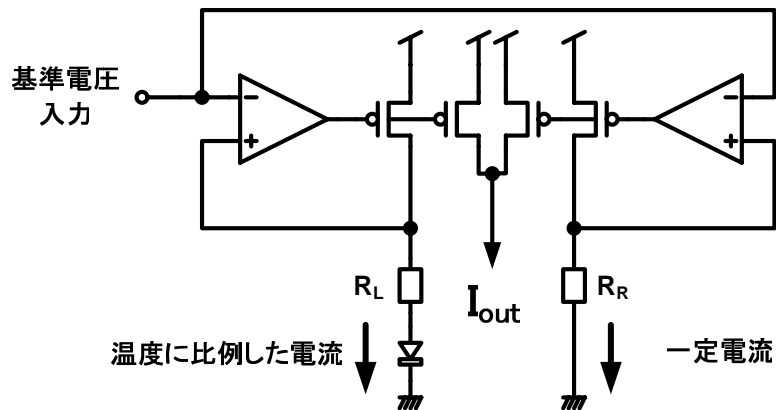 基準電圧
入力
−
+
−
+
R_L
I_out
R_R
温度に比例した電流
一定電流